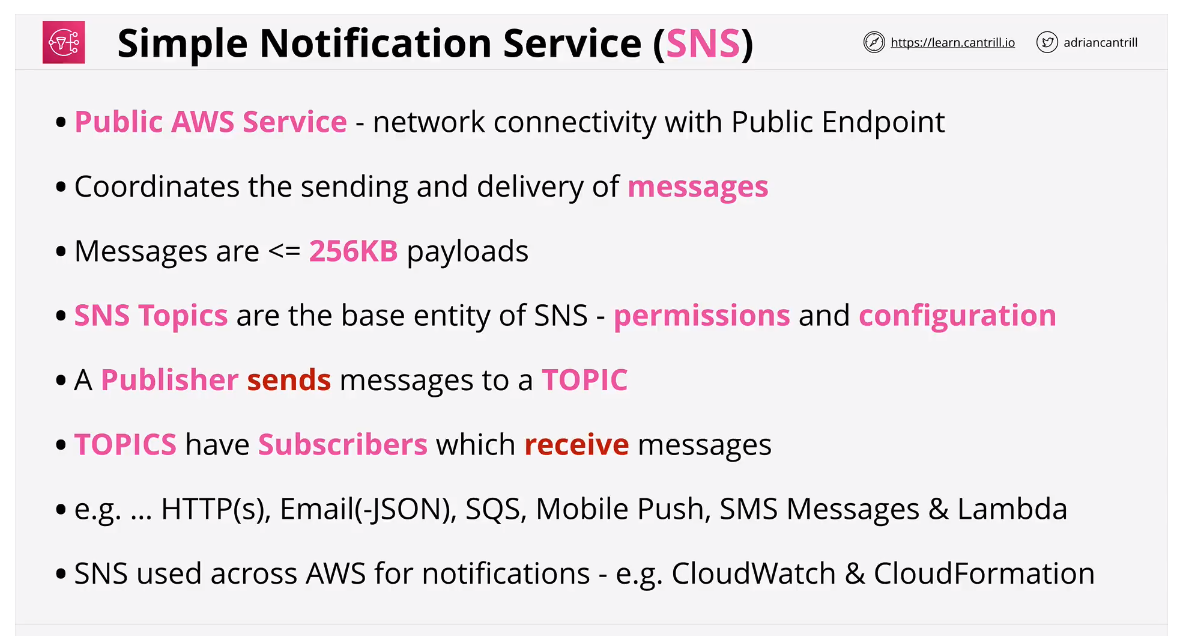 Simple Notification Service (SNS)
https://learn.cantrill.io
adriancantrill
• Public AWS Service - network connectivity with Public Endpoint
• Coordinates the sending and delivery of messages
• Messages are <= 256KB payloads
• SNS Topics are the base entity of SNS - permissions and configuration
• A Publisher sends messages to a TOPIC
• TOPICS have Subscribers which receive messages
• e.g. ... HTTP(s), Email(-JSON), SQS, Mobile Push, SMS Messages & Lambda
• SNS used across AWS for notifications - e.g. CloudWatch & CloudFormation